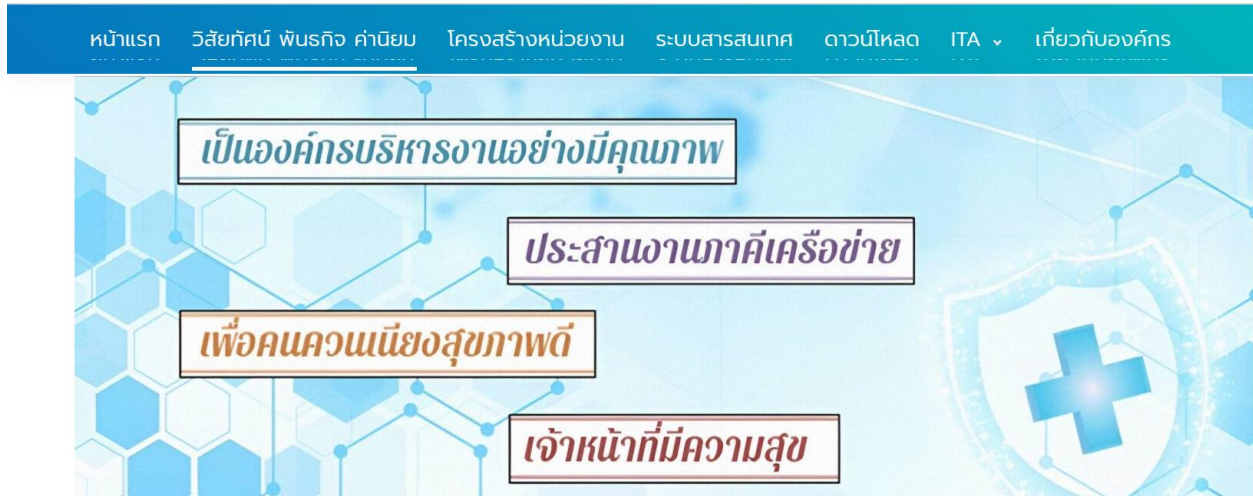 หน้าแรก วิสัยทัศน์ พันธกิจ ค่านิยม โครงสร้างหน่วยงาน ระบบสารสนเทศ ดาวน์โหลด ITA เกี่ยวกับองค์กร
เป็นองค์กรบริหารงานอย่างมีคุณภาพ
ประสานงานภาคีเครือข่าย
เพื่อคนควนเนียงสุขภาพดี
เจ้าหน้าที่มีความสุข